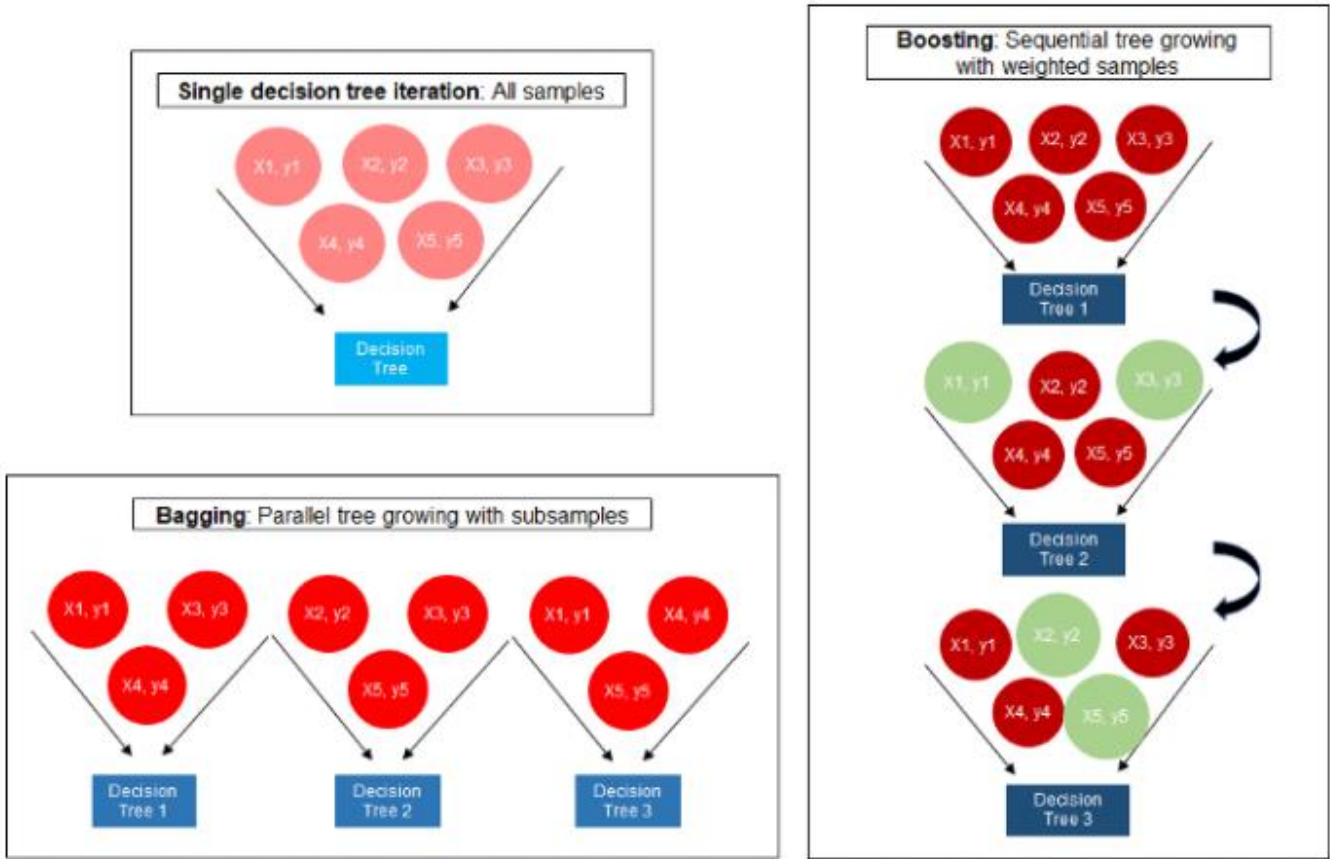 Single decision tree iteration: All samples
X1, y1
X2, y2
X3, y3
X4, y4
X5, y5
Decision
Tree
Bagging: Parallel tree growing with subsamples
X1, y1
X3, y3
X4, y4
Decision
Tree 1
X2, y2
X3, y3
X5, y5
Decision
Tree 2
X1, y1
X4, y4
X5, y5
Decision
Tree 3
Boosting: Sequential tree growing
with weighted samples
X1, y1
X2, y2
X3, y3
X4, y4
X5, y5
Decision
Tree 1
X1, y1
X2, y2
X3, y3
X4, y4
X5, y5
Decision
Tree 2
X1, y1
X2, y2
X3, y3
X4, y4
X5, y5
Decision
Tree 3